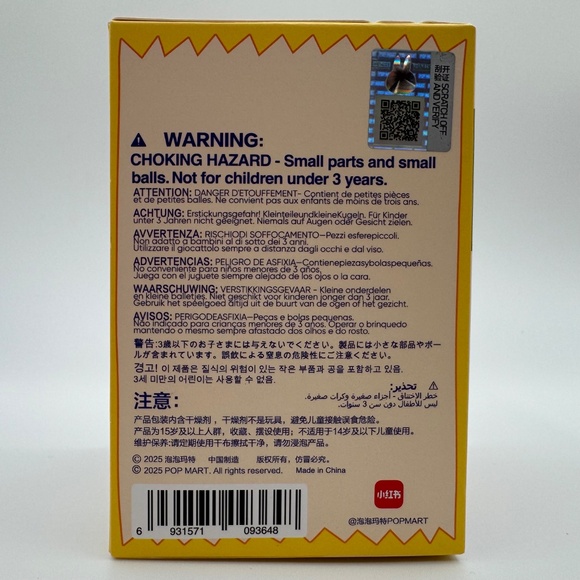 开涂 SCRATCH OFF
刮验 AND VERIFY
⚠ WARNING:
CHOKING HAZARD - Small parts and small
balls. Not for children under 3 years.
ATTENTION: DANGER D'ETOUFFEMENT- Contient de petites pièces
et de petites balles. Ne convient pas aux enfants de moins de trois ans.
ACHTUNG: Erstickungsgefahr! KleinteileundkleineKugeln. Für Kinder
unter 3 Jahren nicht geeignet. Niemals auf Augen oder Gesicht zielen.
AVVERTENZA: RISCHIODI SOFFOCAMENTO-Pezzi esferepiccoli.
Non adatto a bambini al di sotto dei 3 anni.
Utilizzare il giocattolo sempre a distanza dagli occhi e dal viso.
ADVERTENCIAS: PELIGRO DE ASFIXIA-Contienepiezasybolaspequeñas.
No conveniente para niños menores de 3 años.
Juega con el juguete siempre alejado de los ojos o la cara.
WAARSCHUWING: VERSTIKKINGSGEVAAR - Kleine onderdelen
en kleine balletjes. Niet geschikt voor kinderen jonger dan 3 jaar.
Gebruik het speelgoed altijd uit de buurt van de ogen of het gezicht.
AVISOS: PERIGODEASFIXIA-Peças e bolas pequenas.
Não indicado para crianças menores de 3 anos. Operar o brinquedo
mantendo o mesmo sempre afastado dos olhos e do rosto.
警告:3歳以下のお子さまには与えないでください。製品には小さな部品やボー
ルが含まれています。誤飲による窒息の危険性にご注意ください。
경고! 이 제품은 질식의 위험이 있는 작은 부품과 공을 포함하고 있음.
3세 미만의 어린이는 사용할 수 없음.
⚠ تحذير:
خطر الاختناق - أجزاء صغيرة وكرات صغيرة.
ليس للأطفال دون سن 3 سنوات.
注意:
产品包装内含干燥剂，干燥剂不是玩具，避免儿童接触误食危险。
产品为15岁及以上人群，收藏、摆设使用；不适用于14岁及以下儿童使用。
维护保养:请定期使用干布擦拭干净，请勿浸泡产品。
© 2025 泡泡玛特 中国制造 版权所有，仿冒必究。
© 2025 POP MART. All rights reserved. Made in China
小红书
6 931571 093648
@泡泡玛特POPMART